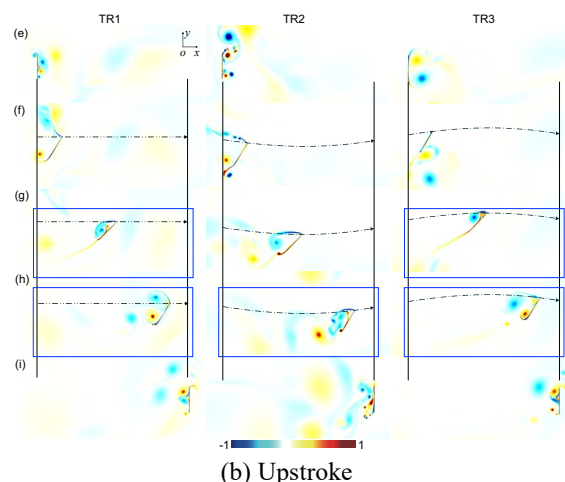 TR1 TR2 TR3
(e)
y
o x
(f)
(g)
(h)
(i)
-1 1
(b) Upstroke